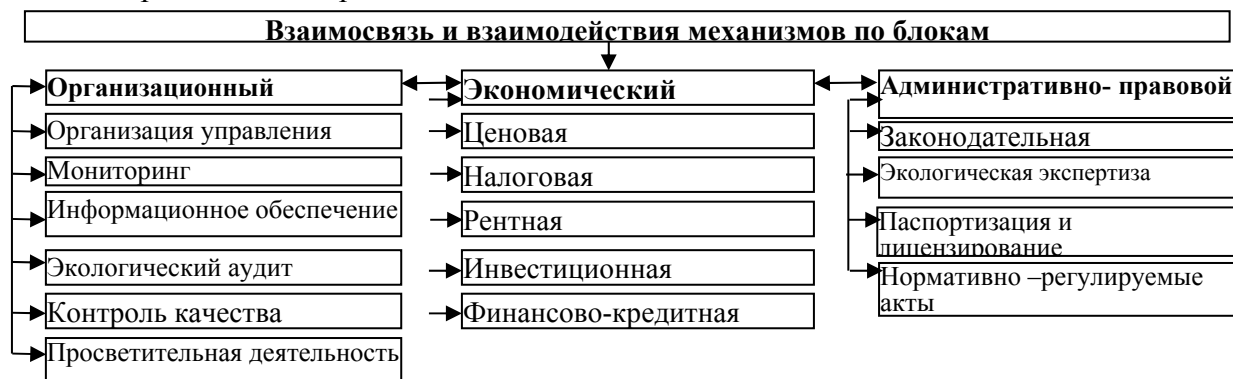 Взаимосвязь и взаимодействия механизмов по блокам
Организационный
Организация управления
Мониторинг
Информационное обеспечение
Экологический аудит
Контроль качества
Просветительная деятельность
Экономический
Ценовая
Налоговая
Рентная
Инвестиционная
Финансово-кредитная
Административно- правовой
Законодательная
Экологическая экспертиза
Паспортизация и
лицензирование
Нормативно –регулируемые
акты